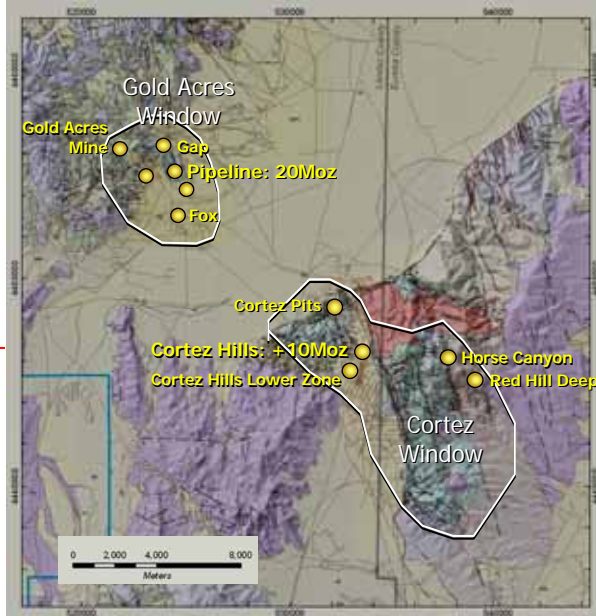 Gold Acres
Window
Gold Acres
Mine
Gap
Pipeline: 20Moz
Fox
Cortez Pits
Cortez Hills: +10Moz
Cortez Hills Lower Zone
Horse Canyon
Red Hill Deep
Cortez
Window
0 2,000 4,000 8,000
Meters